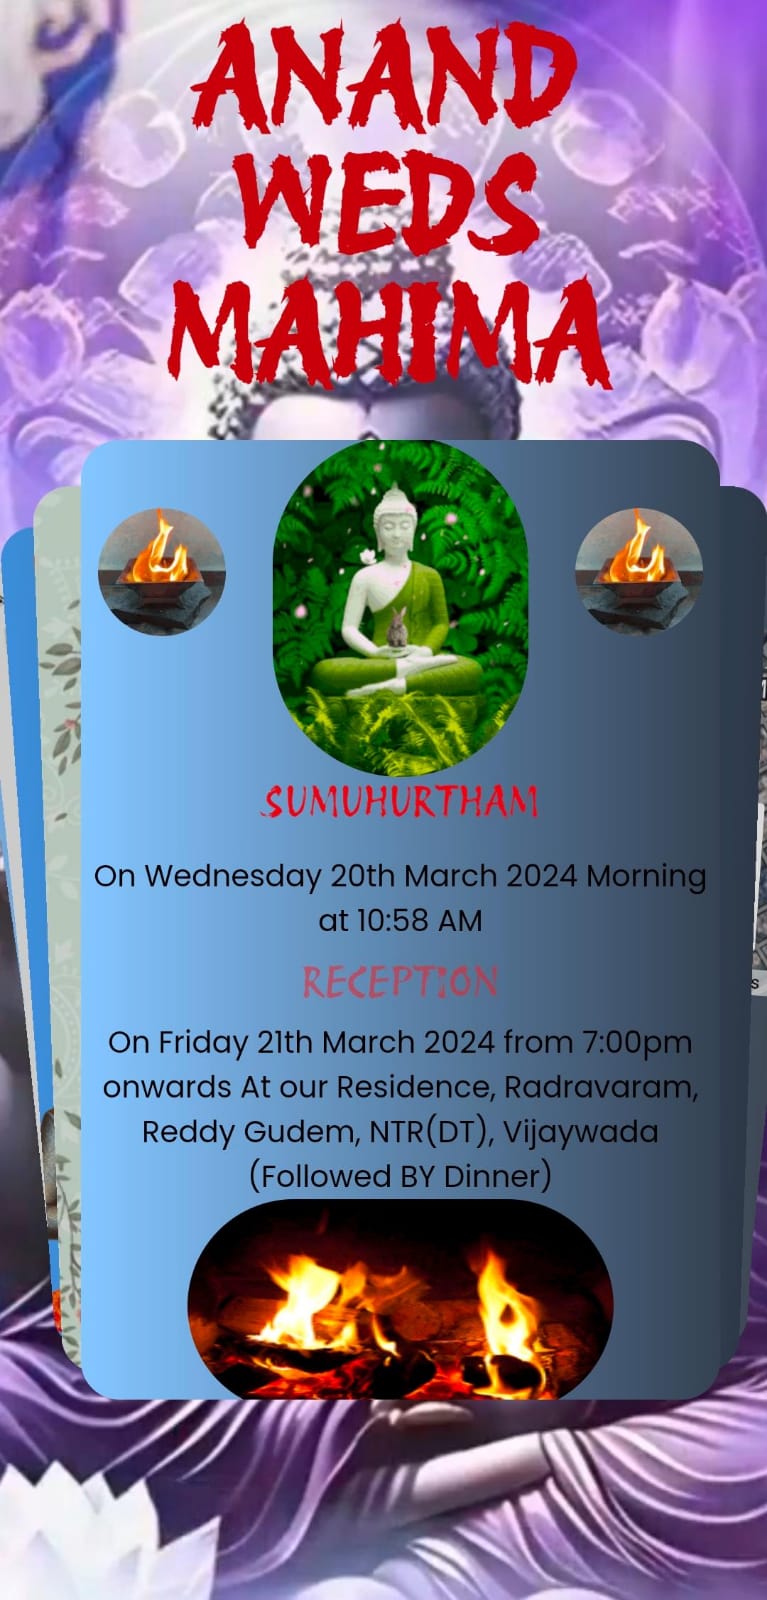 ANAND
WEDS
MAHIMA
SUMUHURTHAM
On Wednesday 20th March 2024 Morning
at 10:58 AM
RECEPTION
On Friday 21th March 2024 from 7:00pm
onwards At our Residence, Radravaram,
Reddy Gudem, NTR(DT), Vijaywada
(Followed BY Dinner)